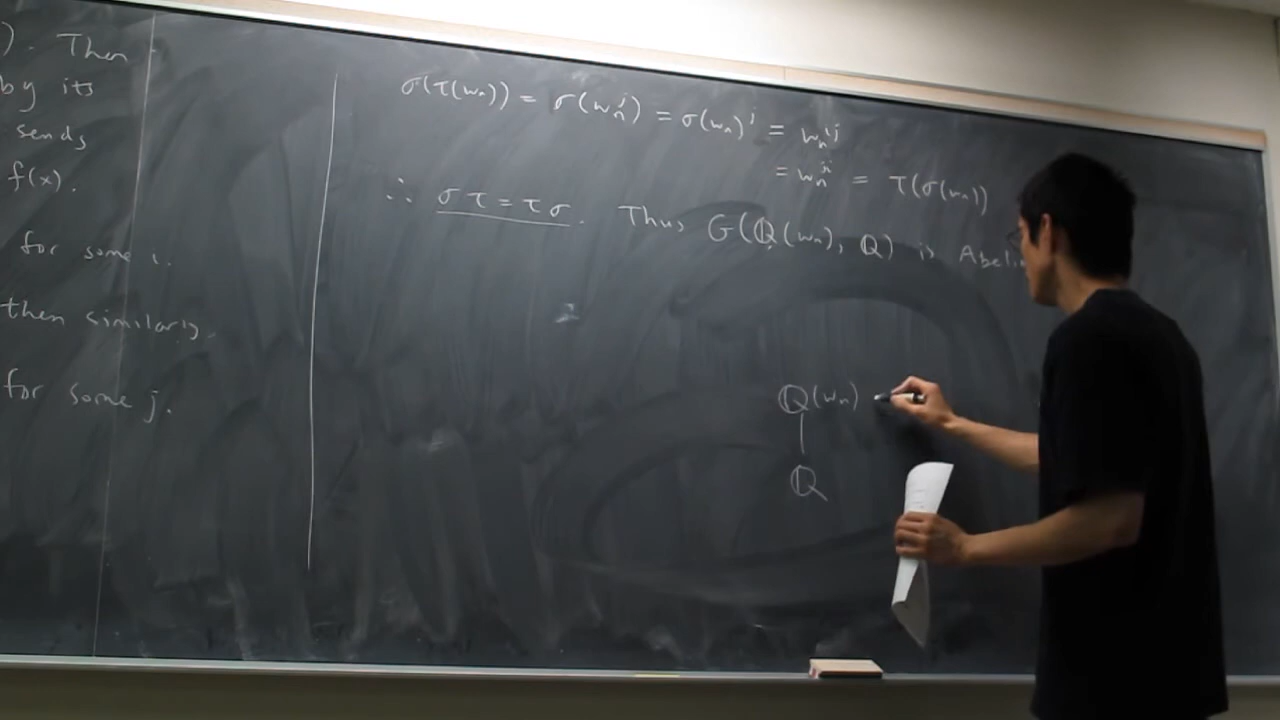 ). Then
by its
sends
f(x).
for some i.
then similarly.
for some j.
σ(τ(wₙ)) = σ(wₙʲ) = σ(wₙ)ʲ = wₙⁱʲ
= wₙʲⁱ = τ(σ(wₙ))
∴ στ = τσ. Thus G(ℚ(wₙ), ℚ) is Abeli
ℚ(wₙ)
ℚ